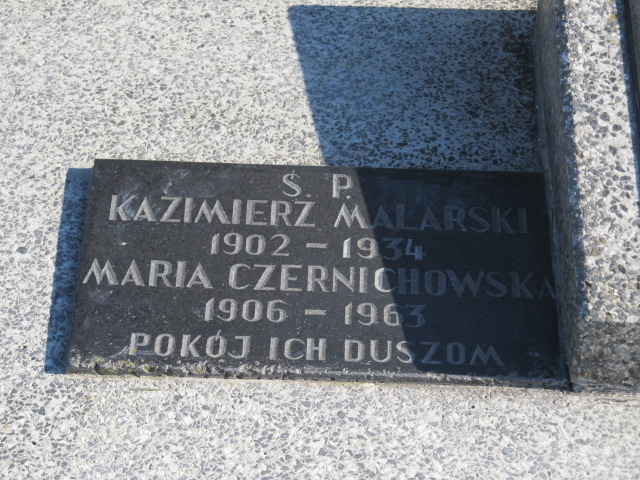 Ś. P.
KAZIMIERZ MALARSKI
1902 – 1934
MARIA CZERNICHOWSKA
1906 – 1963
POKÓJ ICH DUSZOM